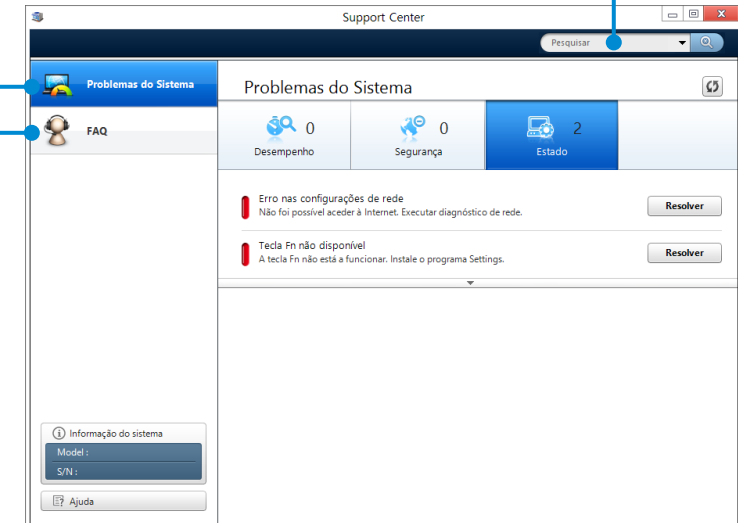 Support Center
Pesquisar
Problemas do Sistema
FAQ
Problemas do Sistema
0
Desempenho
0
Segurança
2
Estado
Erro nas configurações de rede
Não foi possível aceder à Internet. Executar diagnóstico de rede.
Resolver
Tecla Fn não disponível
A tecla Fn não está a funcionar. Instale o programa Settings.
Resolver
Informação do sistema
Model :
S/N :
Ajuda